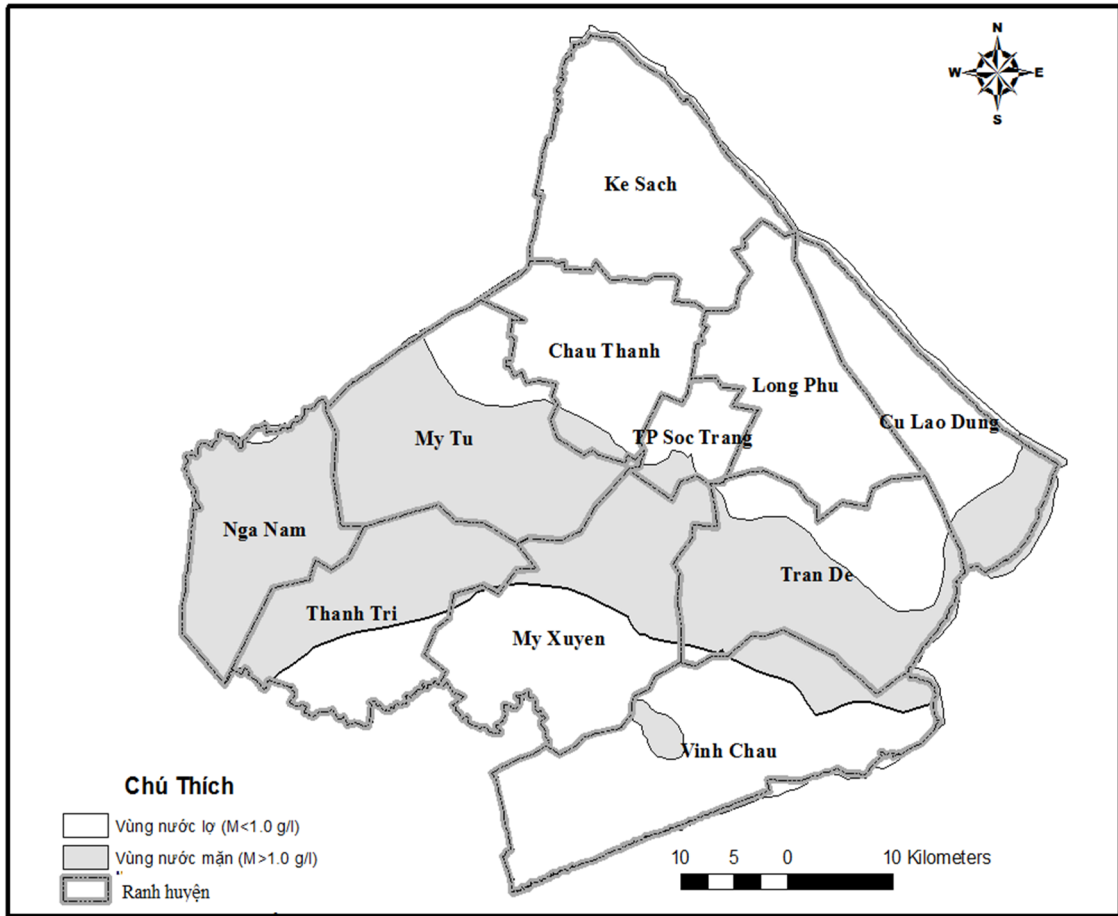 N
W E
S
Ke Sach
Chau Thanh
Long Phu
Cu Lao Dung
TP Soc Trang
My Tu
Nga Nam
Tran De
Thanh Tri
My Xuyen
Vinh Chau
Chú Thích
Vùng nước lợ (M<1.0 g/l)
Vùng nước mặn (M>1.0 g/l)
Ranh huyện
10 5 0 10 Kilometers